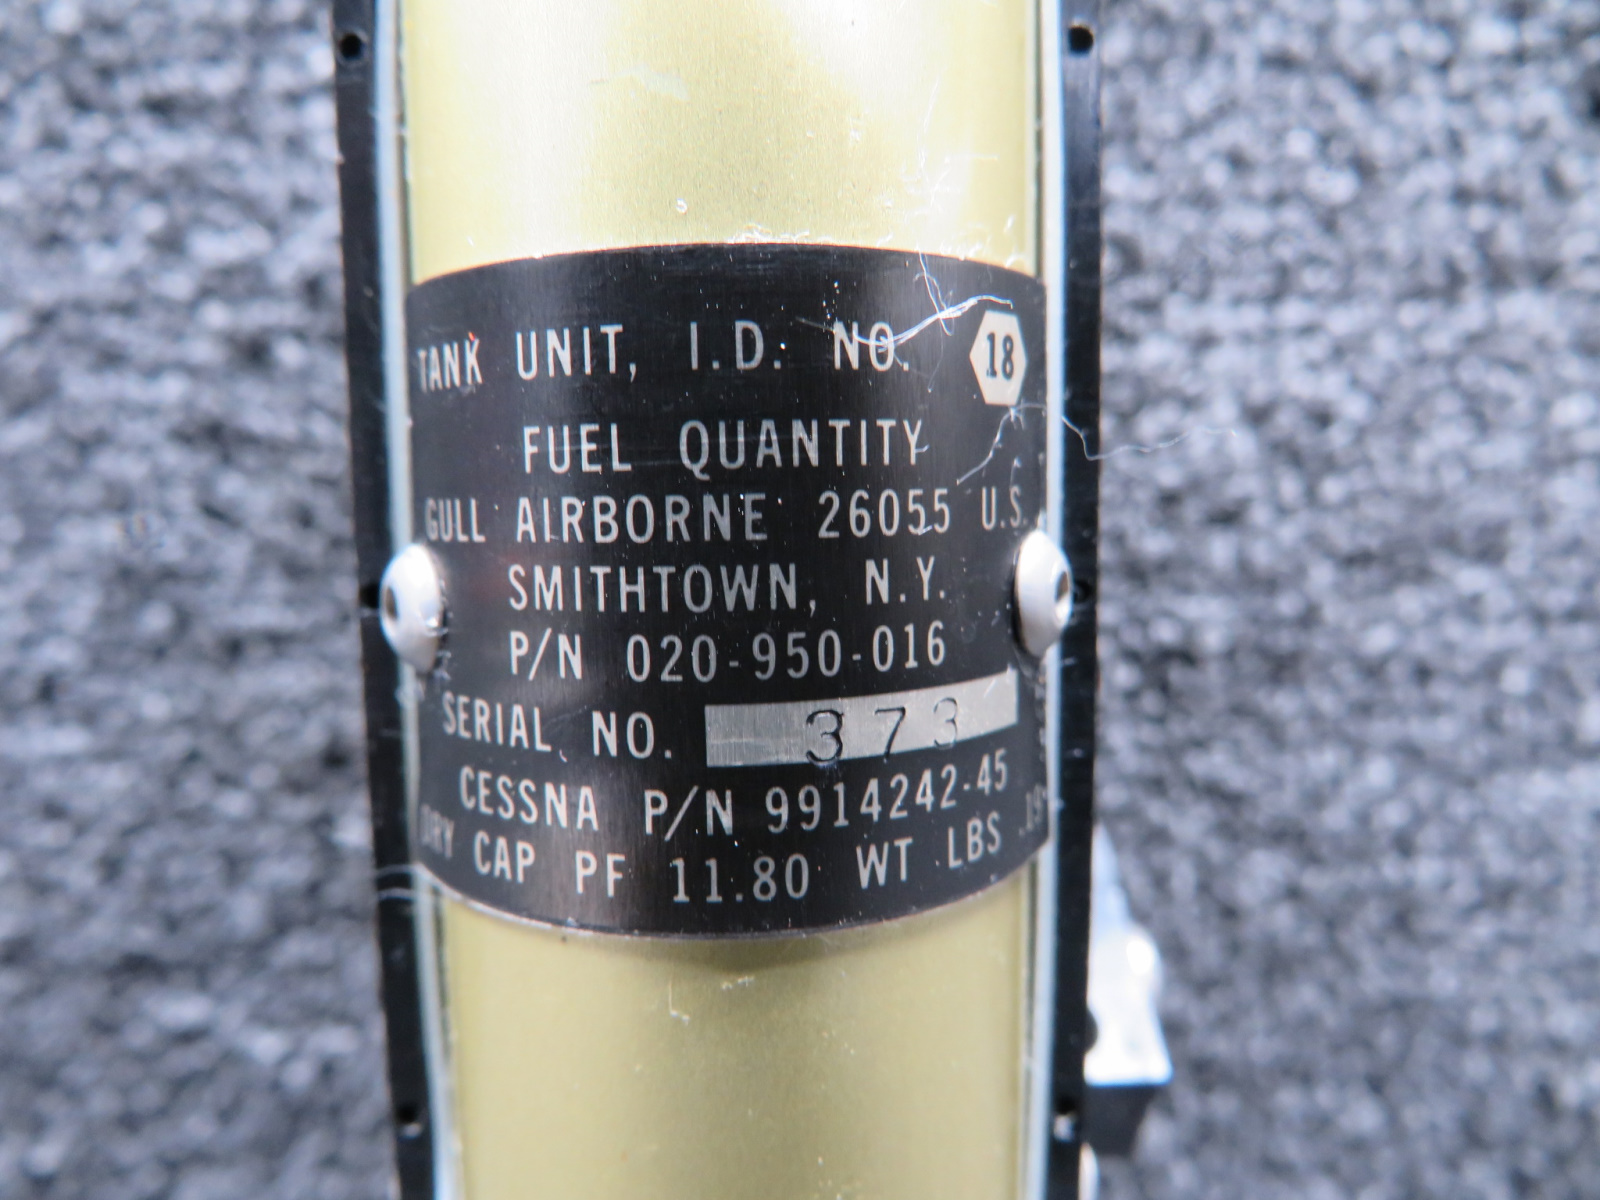 TANK UNIT, I.D. NO. 18
FUEL QUANTITY
GULL AIRBORNE 26055 U.S.
SMITHTOWN, N.Y.
P/N 020-950-016
SERIAL NO. 373
CESSNA P/N 9914242-45
DRY CAP PF 11.80 WT LBS